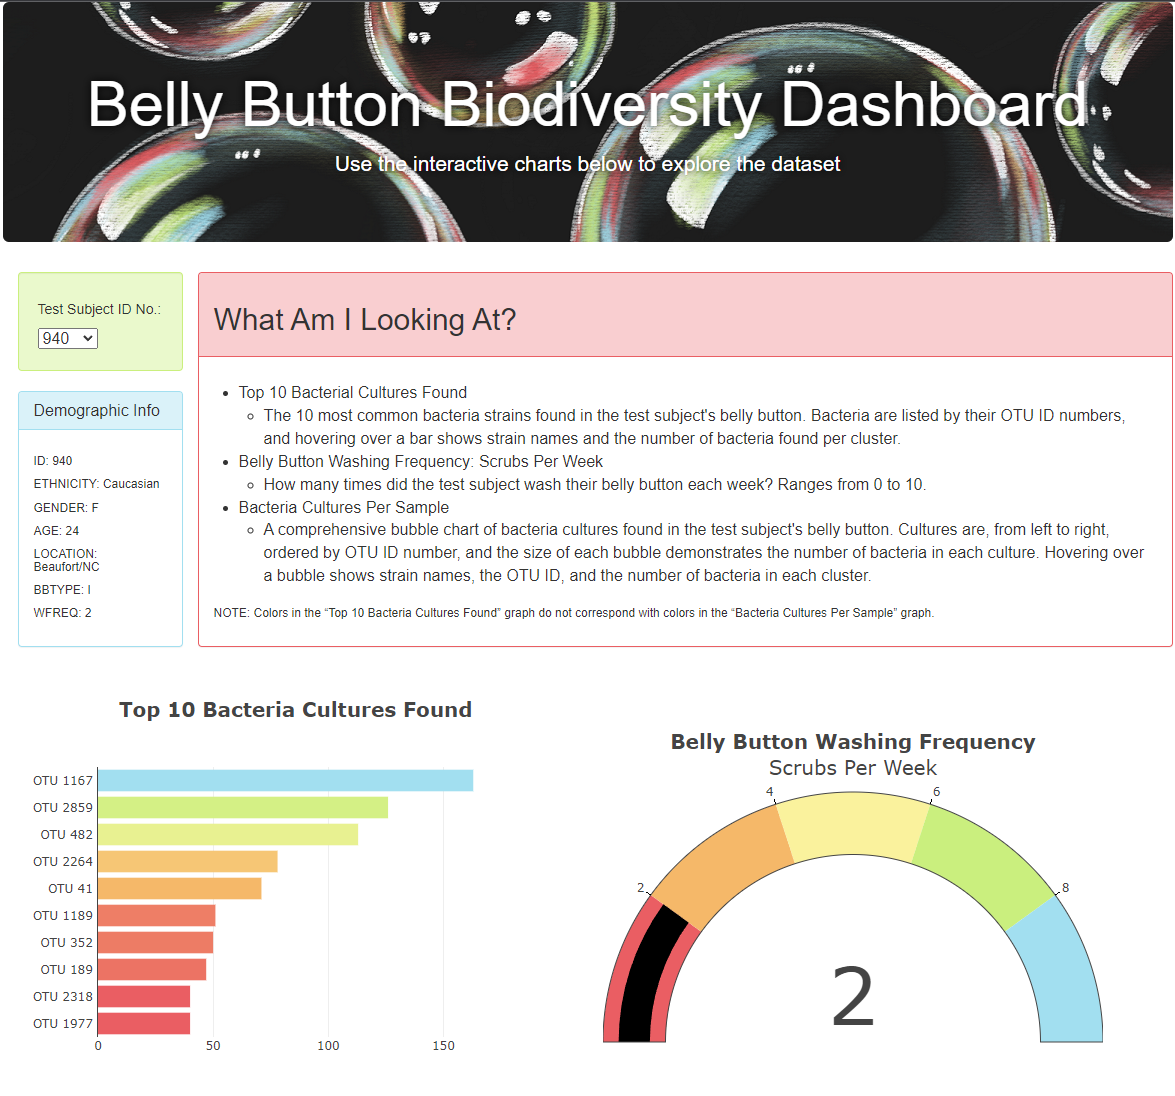 Belly Button Biodiversity Dashboard
Use the interactive charts below to explore the dataset
Test Subject ID No.:
940
Demographic Info
ID: 940
ETHNICITY: Caucasian
GENDER: F
AGE: 24
LOCATION:
Beaufort/NC
BBTYPE: I
WFREQ: 2
What Am I Looking At?
Top 10 Bacterial Cultures Found
The 10 most common bacteria strains found in the test subject's belly button. Bacteria are listed by their OTU ID numbers,
and hovering over a bar shows strain names and the number of bacteria found per cluster.
Belly Button Washing Frequency: Scrubs Per Week
How many times did the test subject wash their belly button each week? Ranges from 0 to 10.
Bacteria Cultures Per Sample
A comprehensive bubble chart of bacteria cultures found in the test subject's belly button. Cultures are, from left to right,
ordered by OTU ID number, and the size of each bubble demonstrates the number of bacteria in each culture. Hovering over
a bubble shows strain names, the OTU ID, and the number of bacteria in each cluster.
NOTE: Colors in the “Top 10 Bacteria Cultures Found” graph do not correspond with colors in the “Bacteria Cultures Per Sample” graph.
Top 10 Bacteria Cultures Found
OTU 1167
OTU 2859
OTU 482
OTU 2264
OTU 41
OTU 1189
OTU 352
OTU 189
OTU 2318
OTU 1977
0 50 100 150
Belly Button Washing Frequency
Scrubs Per Week
4 6
2 8
2